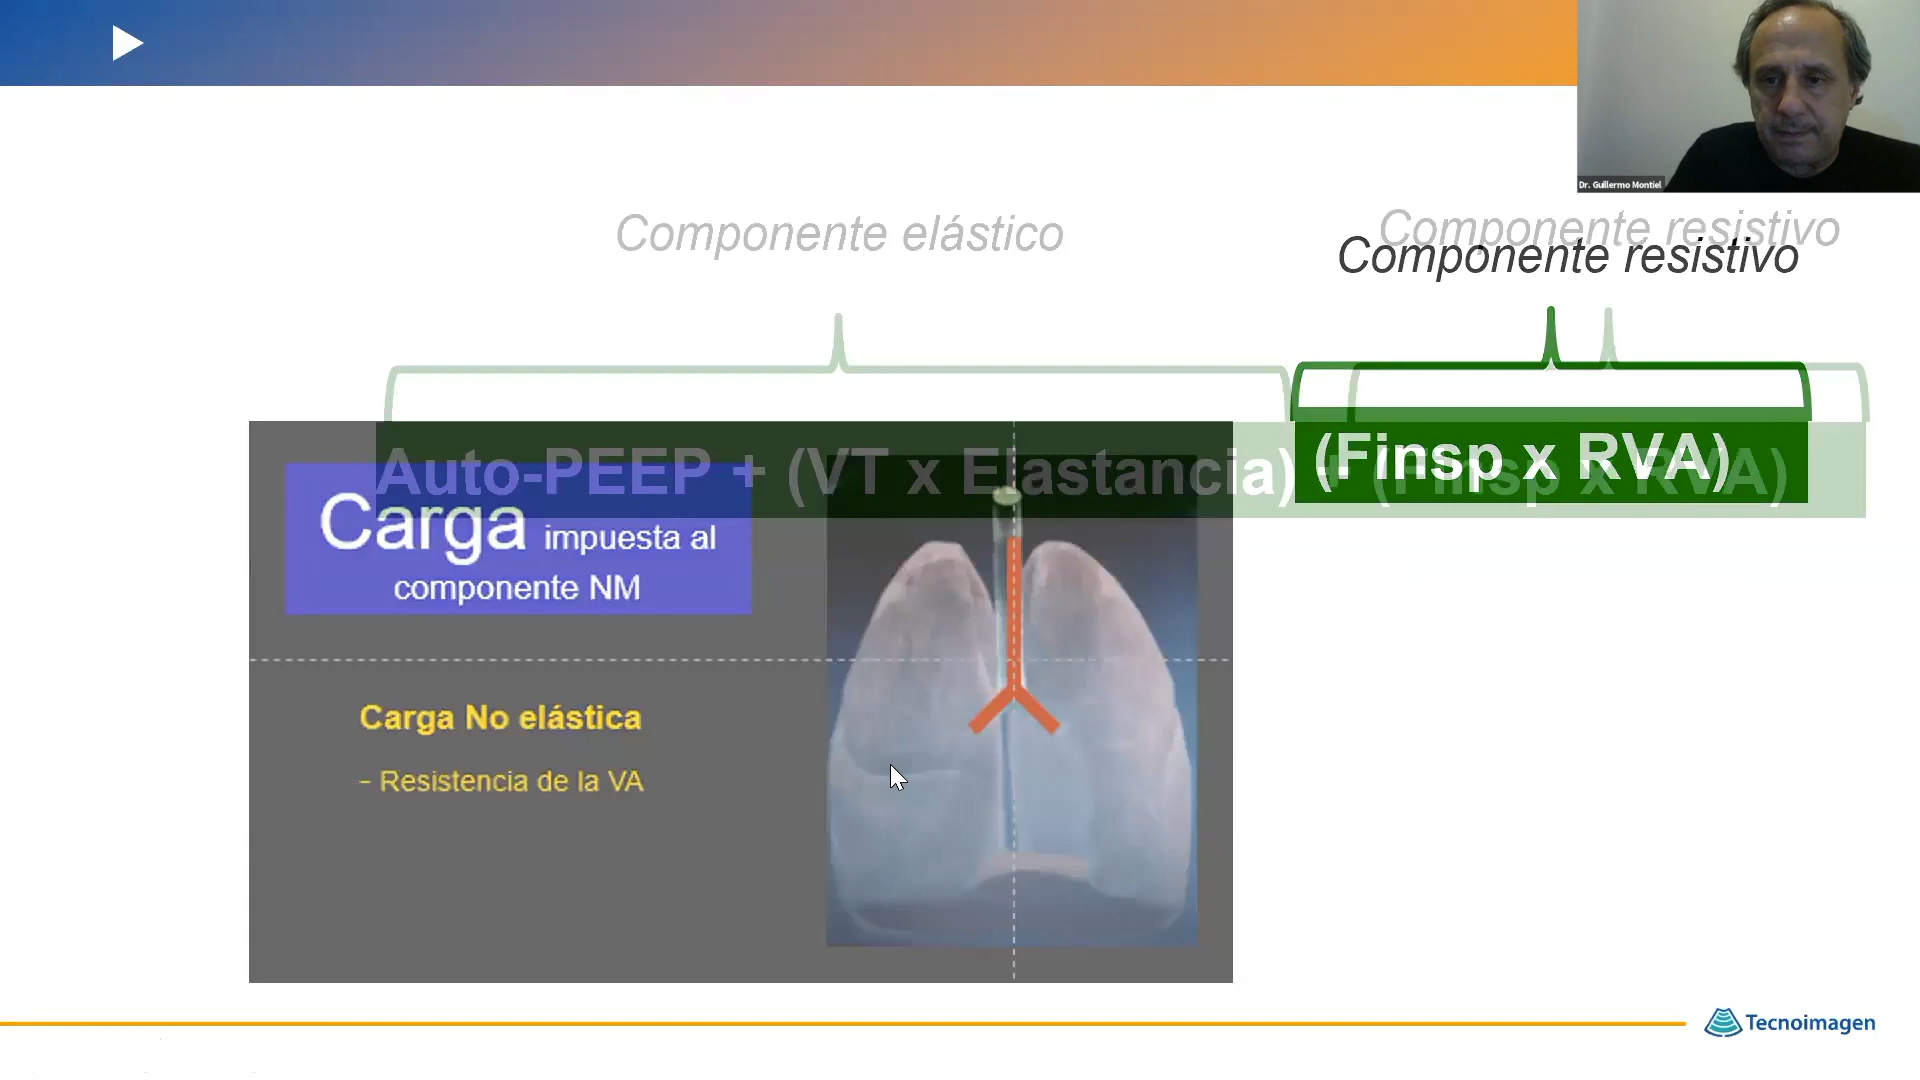 Dr. Guillermo Montiel
Componente elástico
Componente resistivo
Componente resistivo
Auto-PEEP + (VT x Elastancia) + (Finsp x RVA)
(Finsp x RVA)
Carga impuesta al
componente NM
Carga No elástica
- Resistencia de la VA
Tecnoimagen